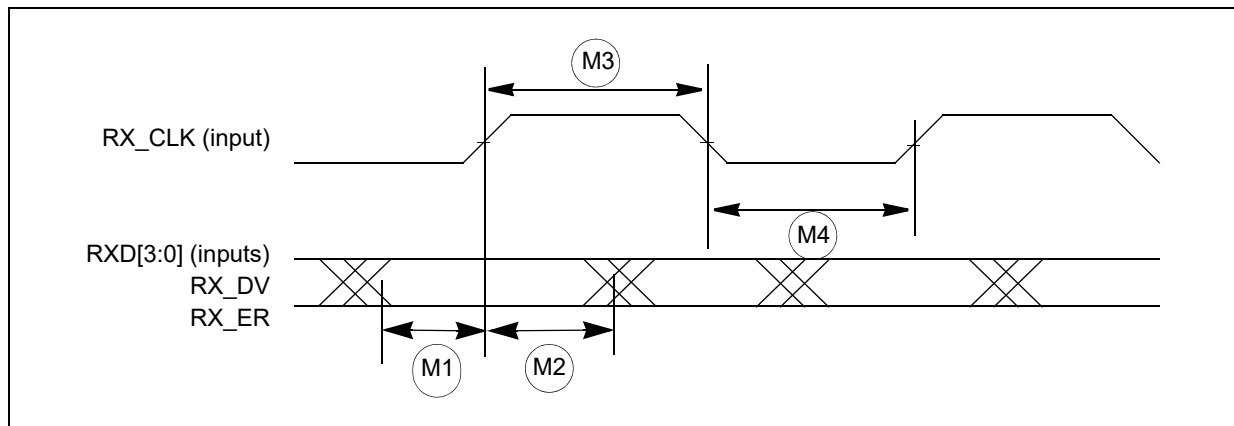 M3
RX_CLK (input)
M4
RXD[3:0] (inputs)
RX_DV
RX_ER
M1
M2